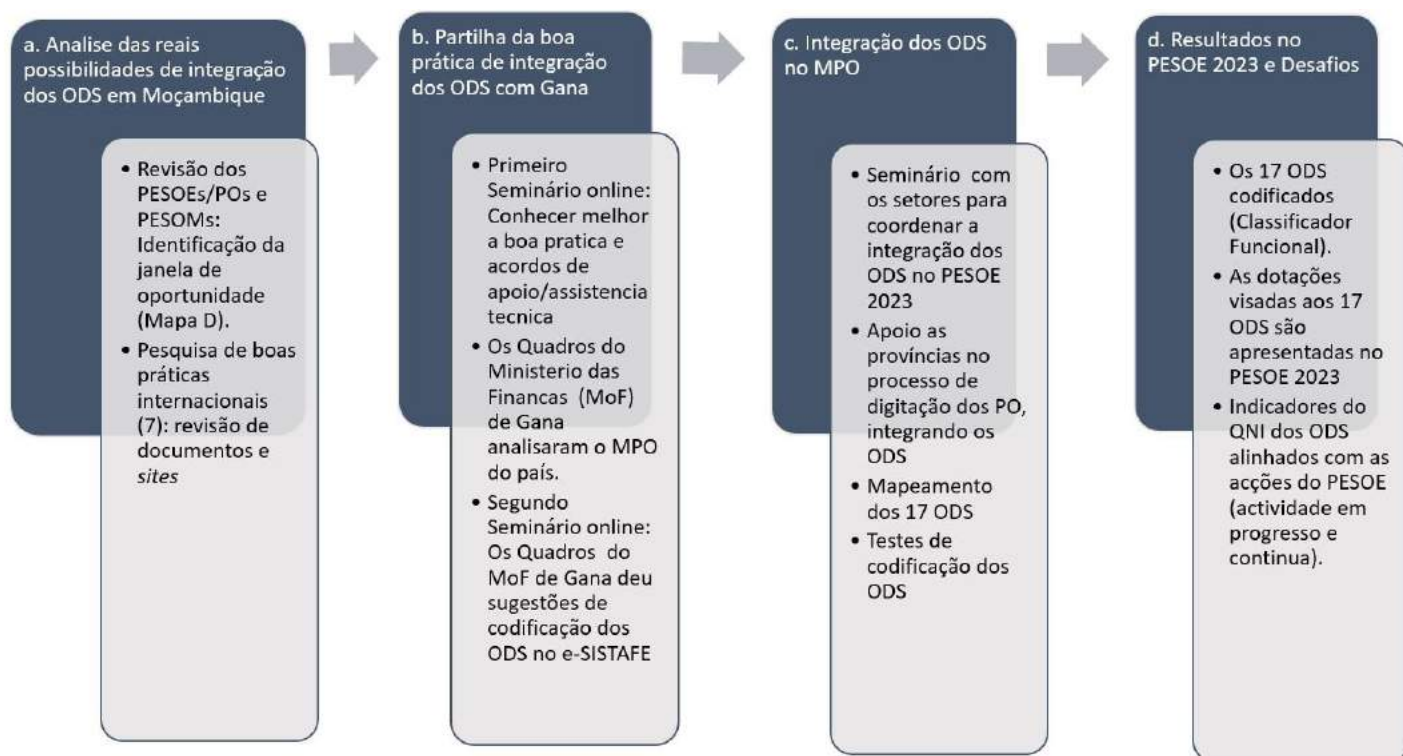 a. Analise das reais
possibilidades de integração
dos ODS em Moçambique
• Revisão dos
PESOEs/POs e
PESOMs:
Identificação da
janela de
oportunidade
(Mapa D).
• Pesquisa de boas
práticas
internacionais
(7): revisão de
documentos e
sites
b. Partilha da boa
prática de integração
dos ODS com Gana
• Primeiro
Seminário online:
Conhecer melhor
a boa pratica e
acordos de
apoio/assistencia
tecnica
• Os Quadros do
Ministerio das
Financas (MoF)
de Gana
analisaram o MPO
do país.
• Segundo
Seminário online:
Os Quadros do
MoF de Gana deu
sugestões de
codificação dos
ODS no e-SISTAFE
c. Integração dos ODS
no MPO
• Seminário com
os setores para
coordenar a
integração dos
ODS no PESOE
2023
• Apoio as
províncias no
processo de
digitação dos PO,
integrando os
ODS
• Mapeamento
dos 17 ODS
• Testes de
codificação dos
ODS
d. Resultados no
PESOE 2023 e Desafios
• Os 17 ODS
codificados
(Classificador
Funcional).
• As dotações
visadas aos 17
ODS são
apresentadas no
PESOE 2023
• Indicadores do
QNI dos ODS
alinhados com as
acções do PESOE
(actividade em
progresso e
continua).